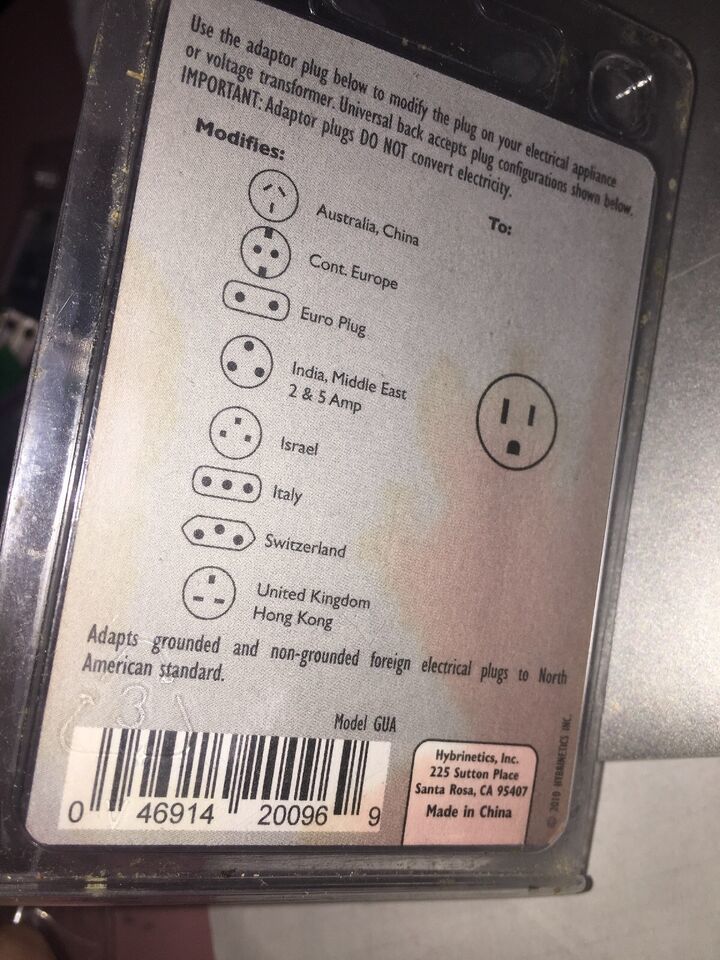 Use the adaptor plug below to modify the plug on your electrical appliance
or voltage transformer. Universal back accepts plug configurations shown below.
IMPORTANT: Adaptor plugs DO NOT convert electricity.
Modifies:
To:
Australia, China
Cont. Europe
Euro Plug
India, Middle East
2 & 5 Amp
Israel
Italy
Switzerland
United Kingdom
Hong Kong
Adapts grounded and non-grounded foreign electrical plugs to North
American standard.
3
Model GUA
0 46914 20096 9
Hybrinetics, Inc.
225 Sutton Place
Santa Rosa, CA 95407
Made in China
© 2010 HYBRINETICS INC.